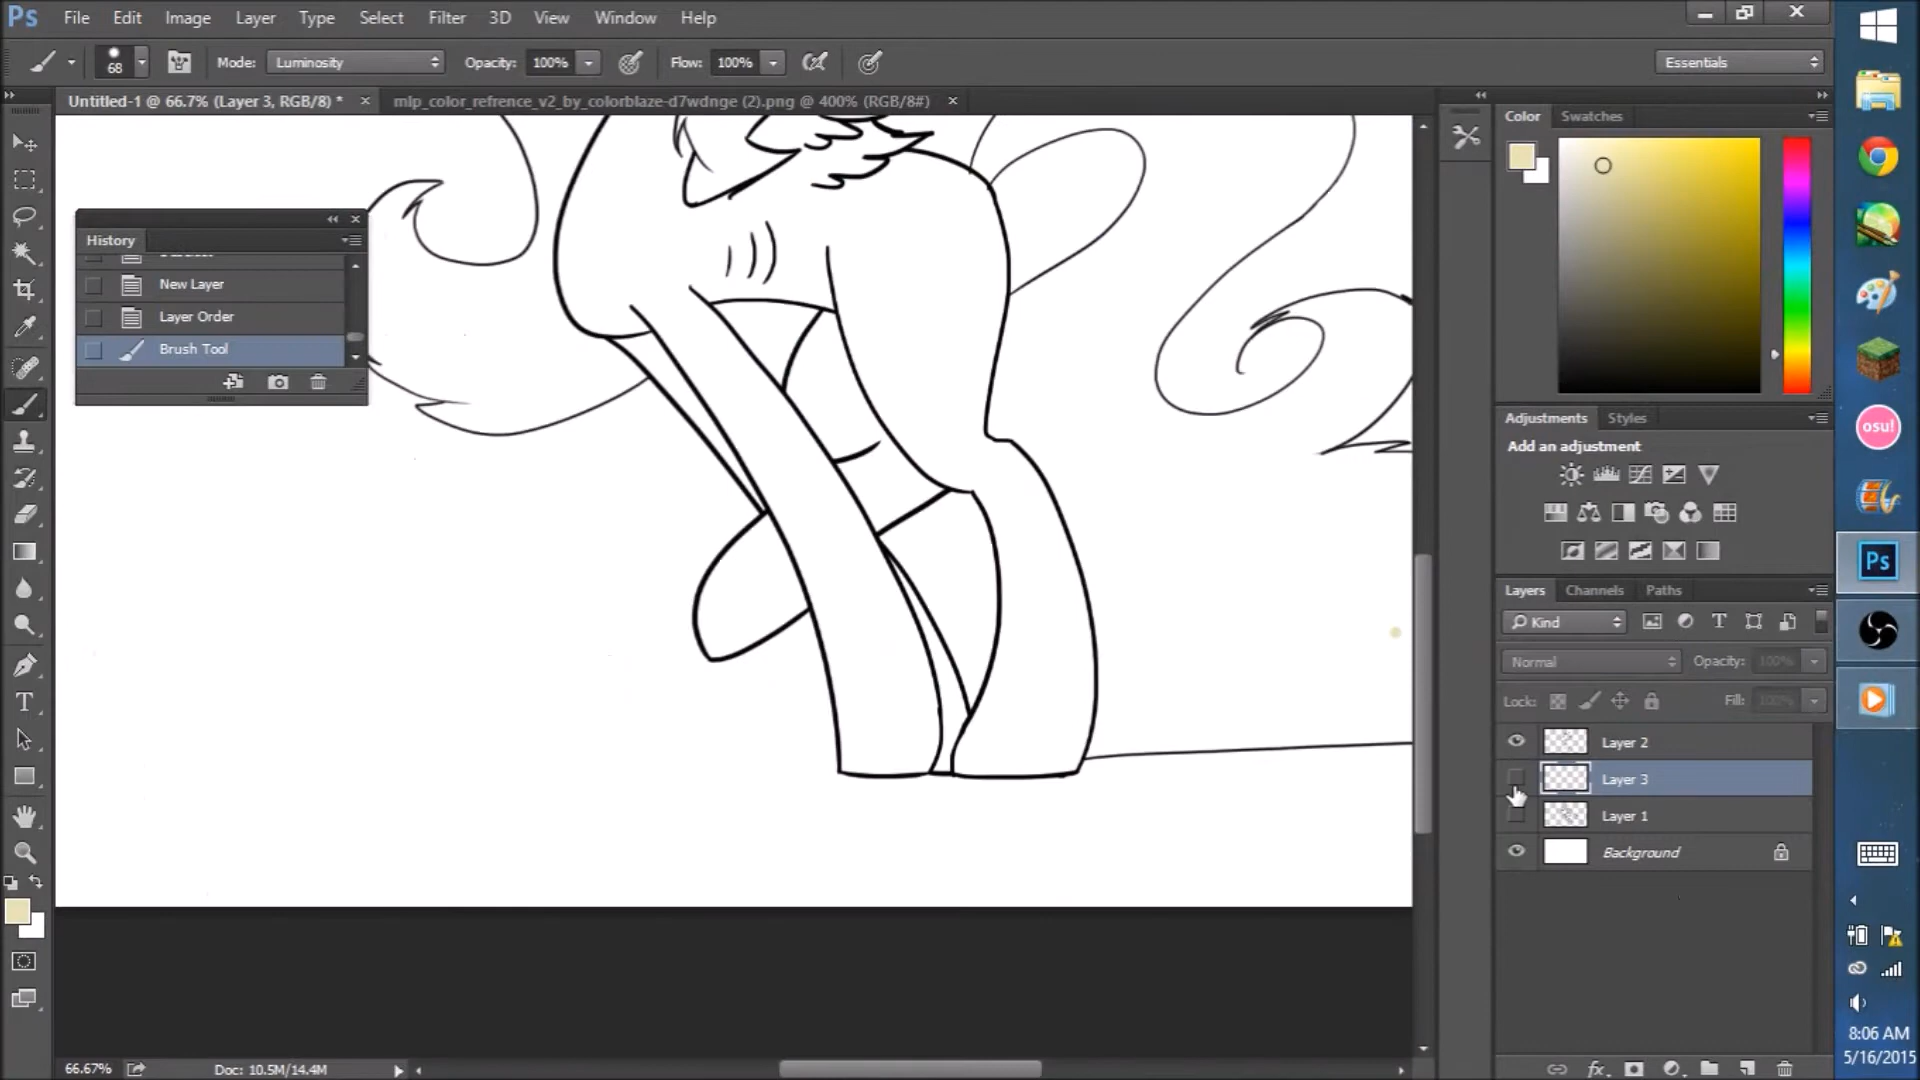 Ps File Edit Image Layer Type Select Filter 3D View Window Help
68 Mode: Luminosity Opacity: 100% Flow: 100% Essentials
Untitled-1 @ 66.7% (Layer 3, RGB/8) * mlp_color_refrence_v2_by_colorblaze-d7wdnge (2).png @ 400% (RGB/8#)
Color Swatches
History
New Layer
Layer Order
Brush Tool
Adjustments Styles
Add an adjustment
osu!
Ps
Layers Channels Paths
Kind
Normal Opacity: 100%
Lock: Fill: 100%
Layer 2
Layer 3
Layer 1
Background
66.67% Doc: 10.5M/14.4M
8:06 AM
5/16/2015